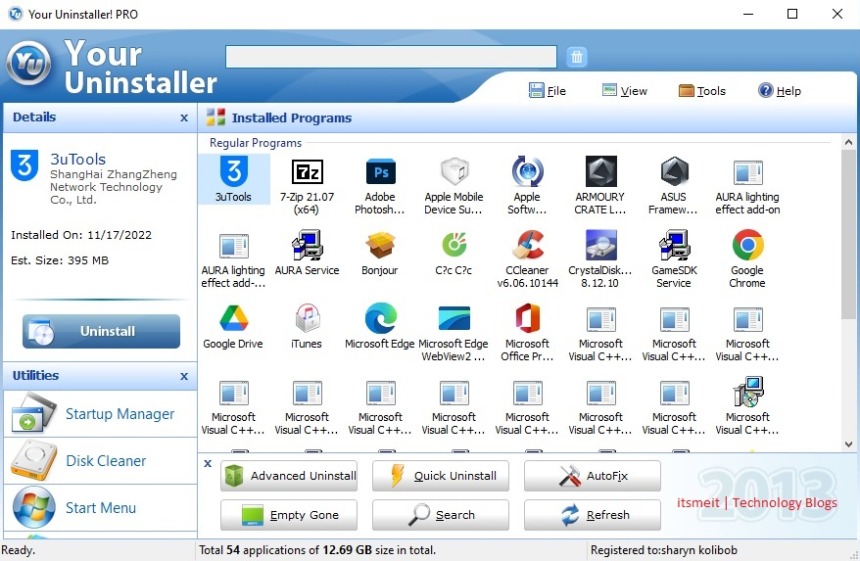 Your Uninstaller! PRO
YU
Your
Uninstaller
File
View
Tools
Help
Details
x
3uTools
ShangHai ZhangZheng
Network Technology
Co., Ltd.
Installed On: 11/17/2022
Est. Size: 395 MB
Uninstall
Utilities
x
Startup Manager
Disk Cleaner
Start Menu
Installed Programs
Regular Programs
3uTools
7-Zip 21.07
(x64)
Adobe
Photosh...
Apple Mobile
Device Su...
Apple
Softw...
ARMOURY
CRATE L...
ASUS
Framew...
AURA lighting
effect add-on
AURA lighting
effect add-...
AURA Service
Bonjour
C?c C?c
CCleaner
v6.06.10144
CrystalDisk...
8.12.10
GameSDK
Service
Google
Chrome
Google Drive
iTunes
Microsoft Edge
Microsoft Edge
WebView2 ...
Microsoft
Office Pr...
Microsoft
Visual C++...
Microsoft
Visual C++...
Microsoft
Visual C++...
Microsoft
Visual C++...
Microsoft
Visual C++...
Microsoft
Visual C++...
Microsoft
Visual C++...
Microsoft
Visual C++...
Microsoft
Visual C++...
Microsoft
Visual C++...
Microsoft
Visual C++...
x
Advanced Uninstall
Quick Uninstall
AutoFix
Empty Gone
Search
Refresh
2013
itsmeit | Technology Blogs
Ready.
Total 54 applications of 12.69 GB size in total.
Registered to:sharyn kolibob